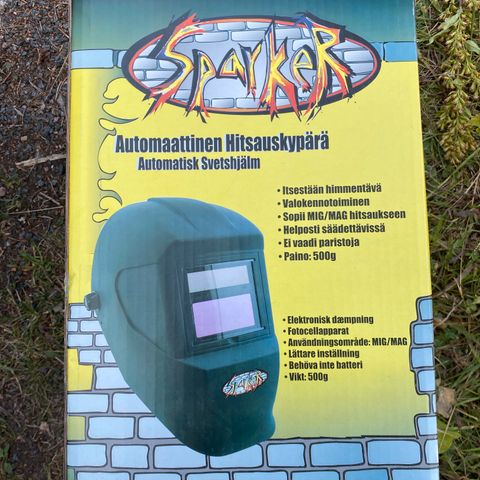 SparkeR
Automaattinen Hitsauskypärä
Automatisk Svetshjälm
• Itsestään himmentävä
• Valokennotoiminen
• Sopii MIG/MAG hitsaukseen
• Helposti säädettävissä
• Ei vaadi paristoja
• Paino: 500g
• Elektronisk dæmpning
• Fotocellapparat
• Användningsområde: MIG/MAG
• Lättare inställning
• Behöva inte batteri
• Vikt: 500g
SparkeR